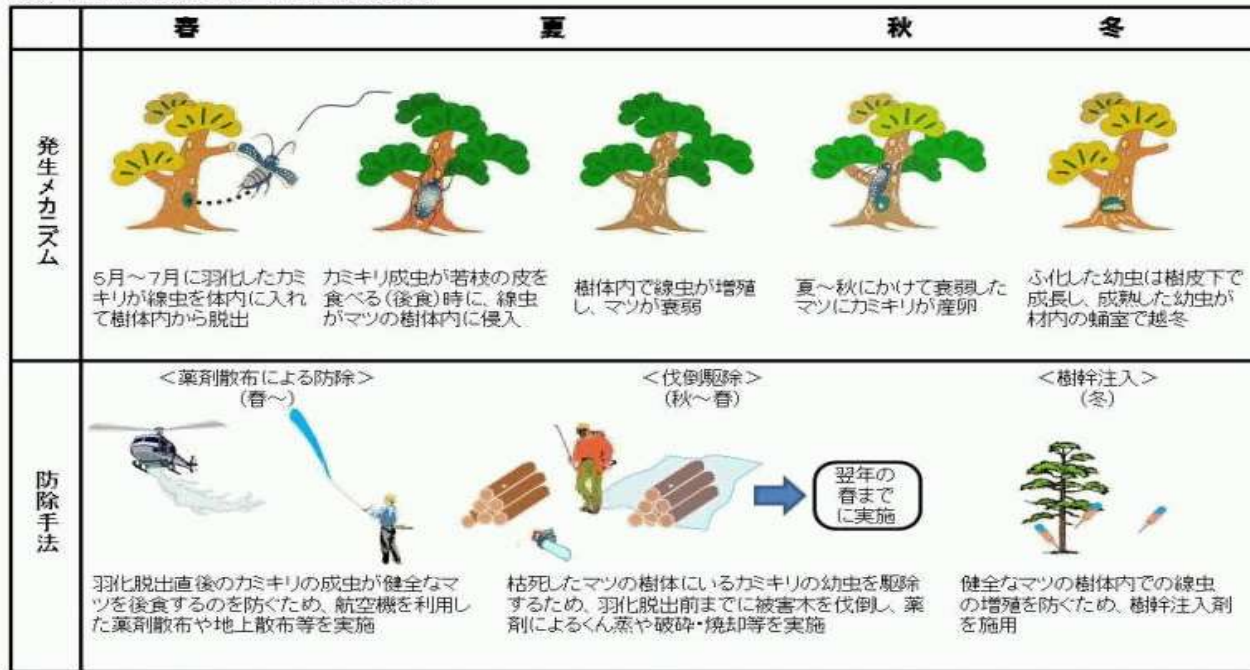 春 夏 秋 冬
発生メカニズム
5月～7月に羽化したカミ
キリが線虫を体内に入れ
て樹体内から脱出
カミキリ成虫が若枝の皮を
食べる(後食)時に、線虫
がマツの樹体内に侵入
樹体内で線虫が増殖
し、マツが衰弱
夏～秋にかけて衰弱した
マツにカミキリが産卵
ふ化した幼虫は樹皮下で
成長し、成熟した幼虫が
材内の蛹室で越冬
防除手法
＜薬剤散布による防除＞
(春～)
羽化脱出直後のカミキリの成虫が健全なマ
ツを後食するのを防ぐため、航空機を利用し
た薬剤散布や地上散布等を実施
＜伐倒駆除＞
(秋～春)
翌年の
春まで
に実施
枯死したマツの樹体にいるカミキリの幼虫を駆除
するため、羽化脱出前までに被害木を伐倒し、薬
剤によるくん蒸や破砕・焼却等を実施
＜樹幹注入＞
(冬)
健全なマツの樹体内での線虫
の増殖を防ぐため、樹幹注入剤
を施用